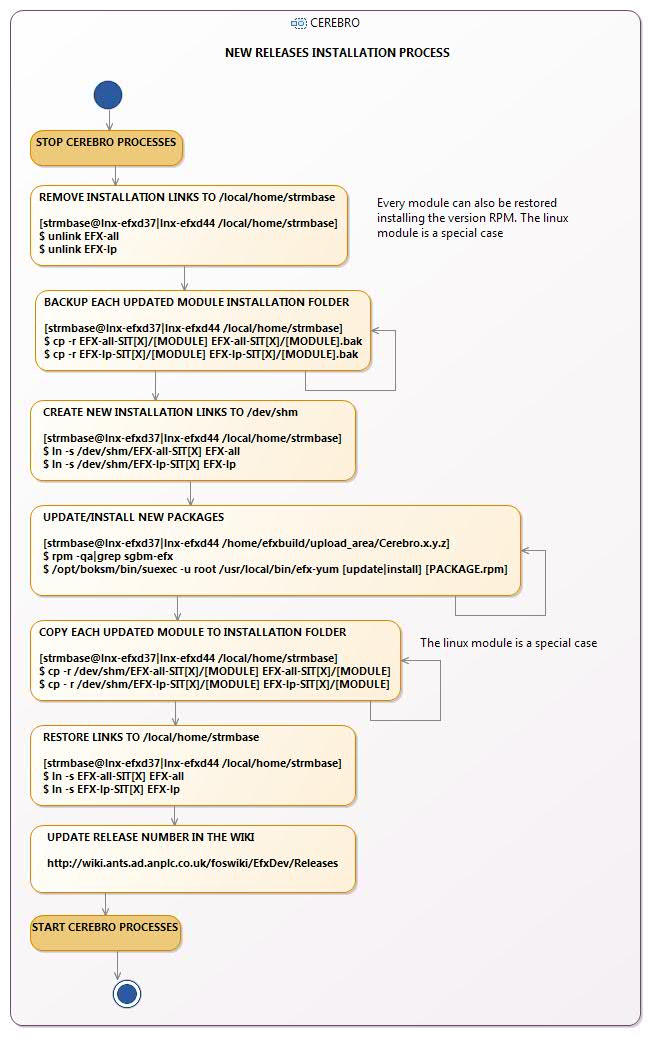 CEREBRO
NEW RELEASES INSTALLATION PROCESS
STOP CEREBRO PROCESSES
REMOVE INSTALLATION LINKS TO /local/home/strmbase
[strmbase@lnx-efxd37|lnx-efxd44 /local/home/strmbase]
$ unlink EFX-all
$ unlink EFX-lp
Every module can also be restored
installing the version RPM. The linux
module is a special case
BACKUP EACH UPDATED MODULE INSTALLATION FOLDER
[strmbase@lnx-efxd37|lnx-efxd44 /local/home/strmbase]
$ cp -r EFX-all-SIT[X]/[MODULE] EFX-all-SIT[X]/[MODULE].bak
$ cp -r EFX-lp-SIT[X]/[MODULE] EFX-lp-SIT[X]/[MODULE].bak
CREATE NEW INSTALLATION LINKS TO /dev/shm
[strmbase@lnx-efxd37|lnx-efxd44 /local/home/strmbase]
$ ln -s /dev/shm/EFX-all-SIT[X] EFX-all
$ ln -s /dev/shm/EFX-lp-SIT[X] EFX-lp
UPDATE/INSTALL NEW PACKAGES
[strmbase@lnx-efxd37|lnx-efxd44 /home/efxbuild/upload_area/Cerebro.x.y.z]
$ rpm -qa|grep sgbm-efx
$ /opt/boksm/bin/suexec -u root /usr/local/bin/efx-yum [update|install] [PACKAGE.rpm]
COPY EACH UPDATED MODULE TO INSTALLATION FOLDER
[strmbase@lnx-efxd37|lnx-efxd44 /local/home/strmbase]
$ cp -r /dev/shm/EFX-all-SIT[X]/[MODULE] EFX-all-SIT[X]/[MODULE]
$ cp - r /dev/shm/EFX-lp-SIT[X]/[MODULE] EFX-lp-SIT[X]/[MODULE]
The linux module is a special case
RESTORE LINKS TO /local/home/strmbase
[strmbase@lnx-efxd37|lnx-efxd44 /local/home/strmbase]
$ ln -s EFX-all-SIT[X] EFX-all
$ ln -s EFX-lp-SIT[X] EFX-lp
UPDATE RELEASE NUMBER IN THE WIKI
http://wiki.ants.ad.anplc.co.uk/foswiki/EfxDev/Releases
START CEREBRO PROCESSES